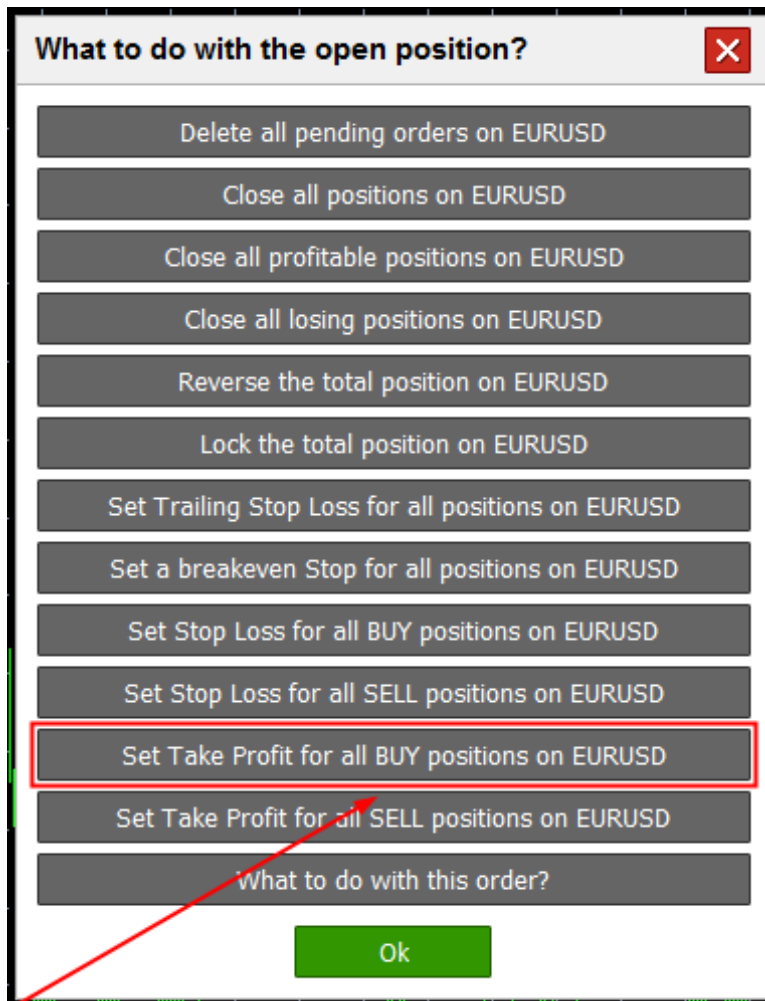 What to do with the open position?
Delete all pending orders on EURUSD
Close all positions on EURUSD
Close all profitable positions on EURUSD
Close all losing positions on EURUSD
Reverse the total position on EURUSD
Lock the total position on EURUSD
Set Trailing Stop Loss for all positions on EURUSD
Set a breakeven Stop for all positions on EURUSD
Set Stop Loss for all BUY positions on EURUSD
Set Stop Loss for all SELL positions on EURUSD
Set Take Profit for all BUY positions on EURUSD
Set Take Profit for all SELL positions on EURUSD
What to do with this order?
Ok